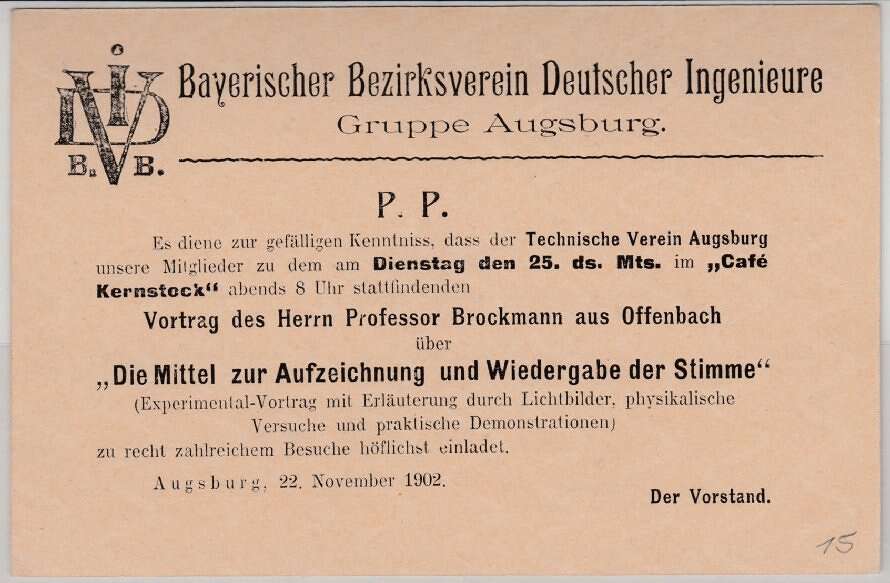 VDI
B. B.
Bayerischer Bezirksverein Deutscher Ingenieure
Gruppe Augsburg.
P. P.
Es diene zur gefälligen Kenntniss, dass der Technische Verein Augsburg
unsere Mitglieder zu dem am Dienstag den 25. ds. Mts. im „Café
Kernstock“ abends 8 Uhr stattfindenden
Vortrag des Herrn Professor Brockmann aus Offenbach
über
„Die Mittel zur Aufzeichnung und Wiedergabe der Stimme“
(Experimental-Vortrag mit Erläuterung durch Lichtbilder, physikalische
Versuche und praktische Demonstrationen)
zu recht zahlreichem Besuche höflichst einladet.
Augsburg, 22. November 1902.
Der Vorstand.
15